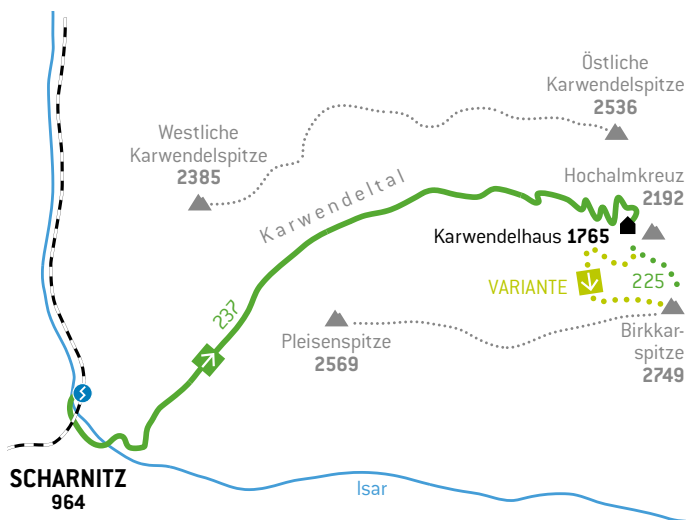 Östliche
Karwendelspitze
2536
Westliche
Karwendelspitze
2385
Hochalmkreuz
2192
Karwendeltal
Karwendelhaus 1765
VARIANTE
225
237
Pleisenspitze
2569
Birkkar-
spitze
2749
SCHARNITZ
964
Isar